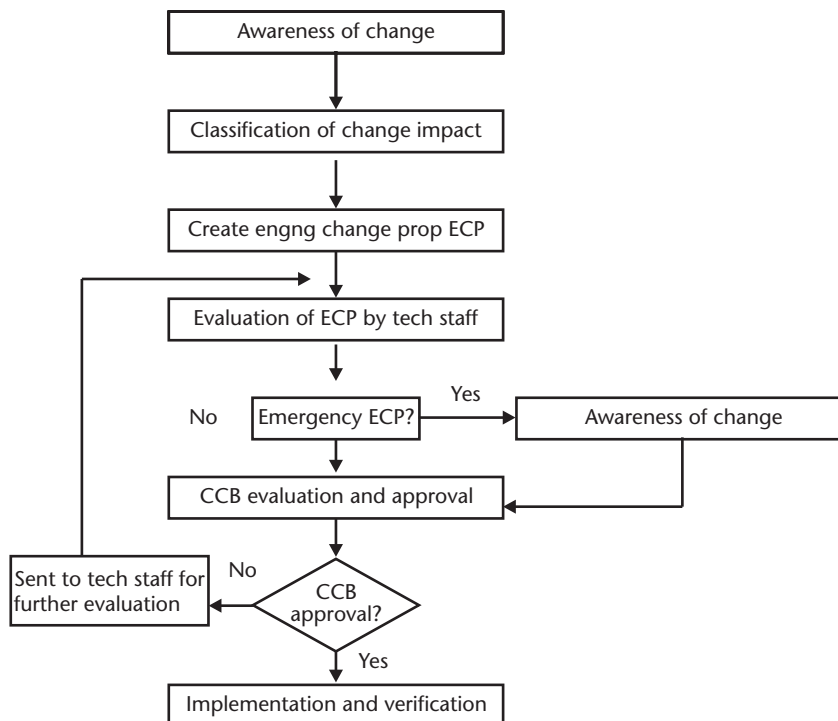 Awareness of change
Classification of change impact
Create engng change prop ECP
Evaluation of ECP by tech staff
No
Emergency ECP?
Yes
Awareness of change
CCB evaluation and approval
Sent to tech staff for
further evaluation
No
CCB
approval?
Yes
Implementation and verification